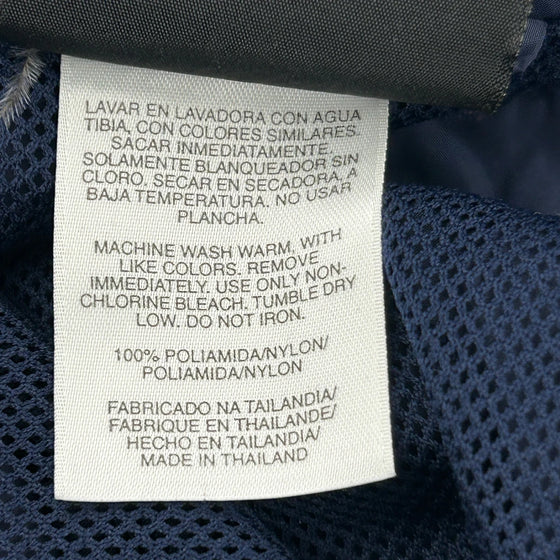 LAVAR EN LAVADORA CON AGUA
TIBIA, CON COLORES SIMILARES.
SACAR INMEDIATAMENTE.
SOLAMENTE BLANQUEADOR SIN
CLORO. SECAR EN SECADORA, A
BAJA TEMPERATURA. NO USAR
PLANCHA.
MACHINE WASH WARM, WITH
LIKE COLORS. REMOVE
IMMEDIATELY. USE ONLY NON-
CHLORINE BLEACH. TUMBLE DRY
LOW. DO NOT IRON.
100% POLIAMIDA/NYLON/
POLYAMIDE/NYLON
FABRICADO NA TAILANDIA/
FABRIQUE EN THAILANDE/
HECHO EN TAILANDIA/
MADE IN THAILAND